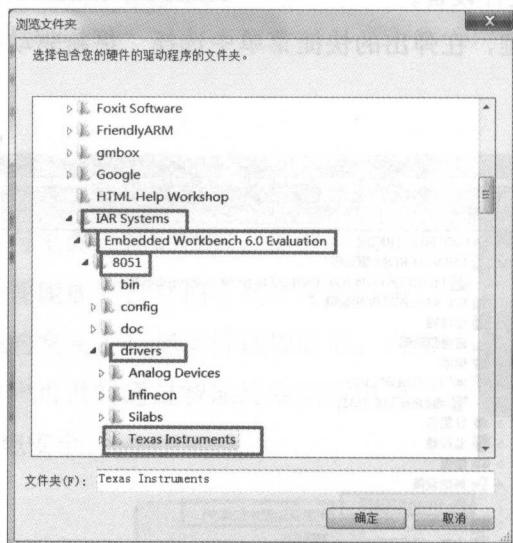 浏览文件夹
选择包含您的硬件的驱动程序的文件夹。
Foxit Software
FriendlyARM
gmbox
Google
HTML Help Workshop
IAR Systems
Embedded Workbench 6.0 Evaluation
8051
bin
config
doc
drivers
Analog Devices
Infineon
Silabs
Texas Instruments
文件夹(F): Texas Instruments
确定 取消